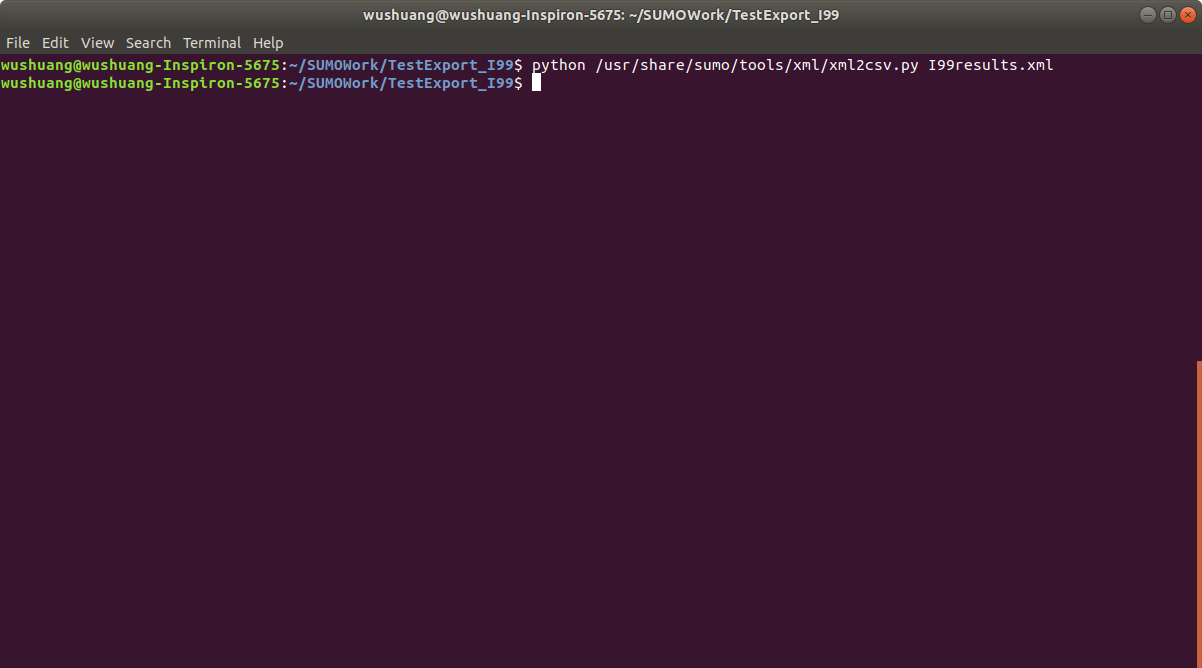 wushuang@wushuang-Inspiron-5675: ~/SUMOWork/TestExport_I99
File Edit View Search Terminal Help
wushuang@wushuang-Inspiron-5675:~/SUMOWork/TestExport_I99$ python /usr/share/sumo/tools/xml/xml2csv.py I99results.xml
wushuang@wushuang-Inspiron-5675:~/SUMOWork/TestExport_I99$